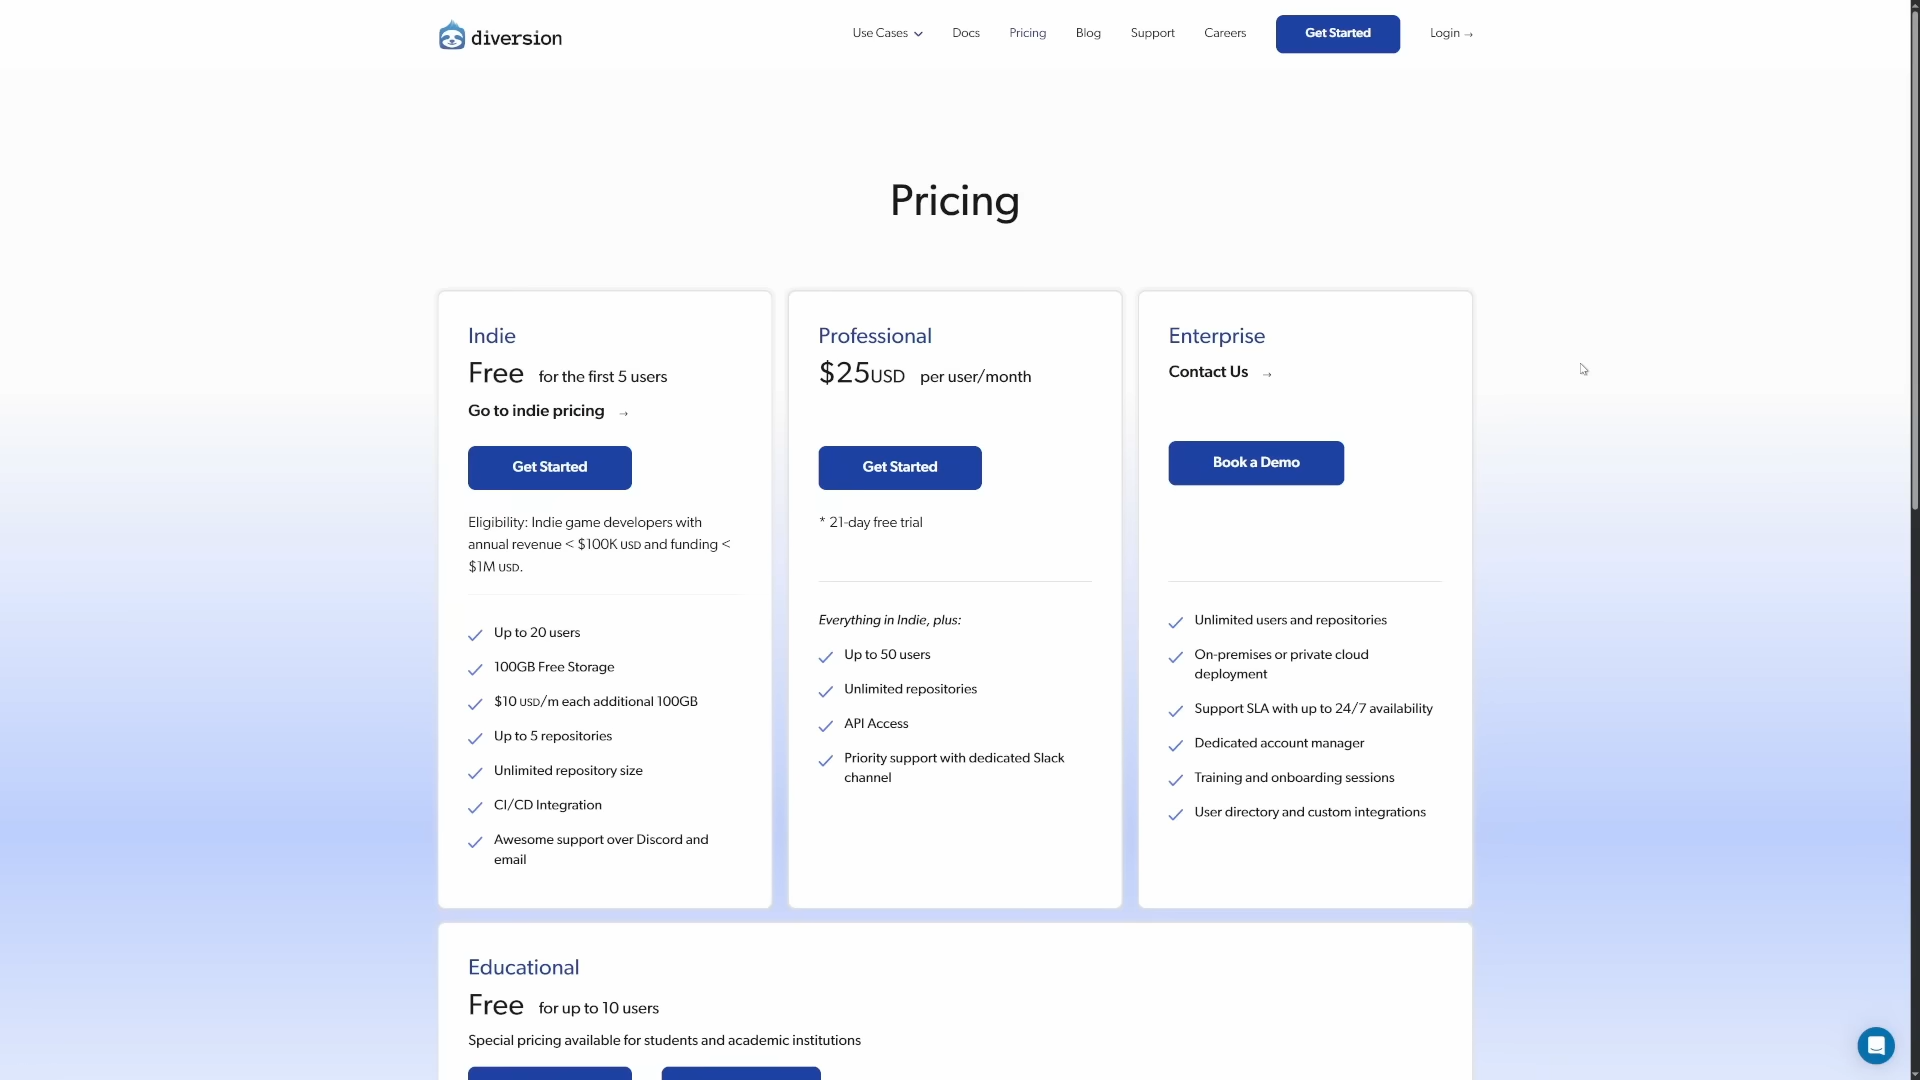 diversion
Use Cases
Docs
Pricing
Blog
Support
Careers
Get Started
Login →
Pricing
Indie
Free for the first 5 users
Go to indie pricing →
Get Started
Eligibility: Indie game developers with
annual revenue < $100K USD and funding <
$1M USD.
Up to 20 users
100GB Free Storage
$10 USD/m each additional 100GB
Up to 5 repositories
Unlimited repository size
CI/CD Integration
Awesome support over Discord and
email
Professional
$25USD per user/month
Get Started
* 21-day free trial
Everything in Indie, plus:
Up to 50 users
Unlimited repositories
API Access
Priority support with dedicated Slack
channel
Enterprise
Contact Us →
Book a Demo
Unlimited users and repositories
On-premises or private cloud
deployment
Support SLA with up to 24/7 availability
Dedicated account manager
Training and onboarding sessions
User directory and custom integrations
Educational
Free for up to 10 users
Special pricing available for students and academic institutions